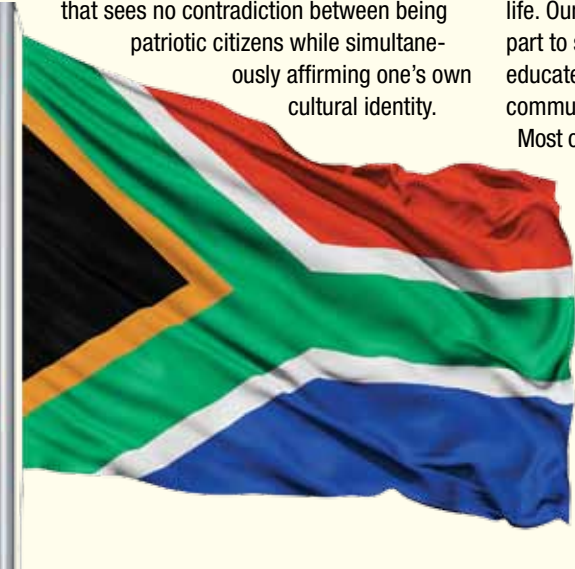 that sees no contradiction between being
patriotic citizens while simultane-
ously affirming one's own
cultural identity.
life. Our
part to
educate
commu
Most